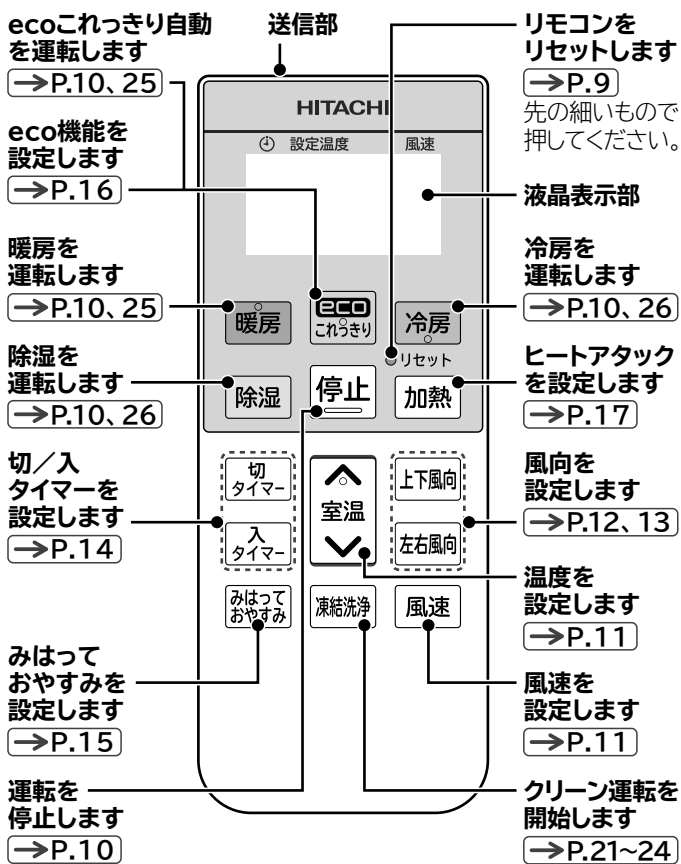 ecoこれっきり自動
を運転します
→P.10、25
eco機能を
設定します
→P.16
暖房を
運転します
→P.10、25
除湿を
運転します
→P.10、26
切／入
タイマーを
設定します
→P.14
みはって
おやすみを
設定します
→P.15
運転を
停止します
→P.10
送信部
HITACHI
設定温度
風速
暖房
eco
これっきり
冷房
リセット
除湿
停止
加熱
切
タイマー
室温
上下風向
入
タイマー
左右風向
みはって
おやすみ
凍結洗浄
風速
リモコンを
リセットします
→P.9
先の細いもので
押してください。
液晶表示部
冷房を
運転します
→P.10、26
ヒートアタック
を設定します
→P.17
風向を
設定します
→P.12、13
温度を
設定します
→P.11
風速を
設定します
→P.11
クリーン運転を
開始します
→P.21~24